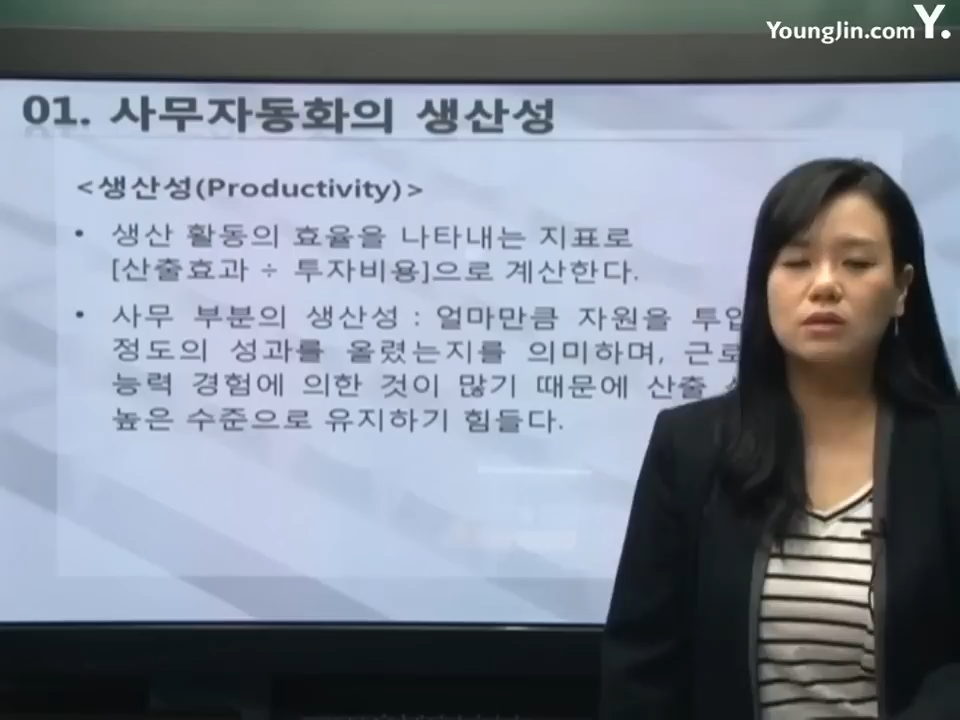 YoungJin.com Y.
01. 사무자동화의 생산성
<생산성(Productivity)>
• 생산 활동의 효율을 나타내는 지표로
[산출효과 ÷ 투자비용]으로 계산한다.
• 사무 부분의 생산성 : 얼마만큼 자원을
정도의 성과를 올렸는지를 의미하며,
능력 경험에 의한 것이 많기 때문에 산출
높은 수준으로 유지하기 힘들다.